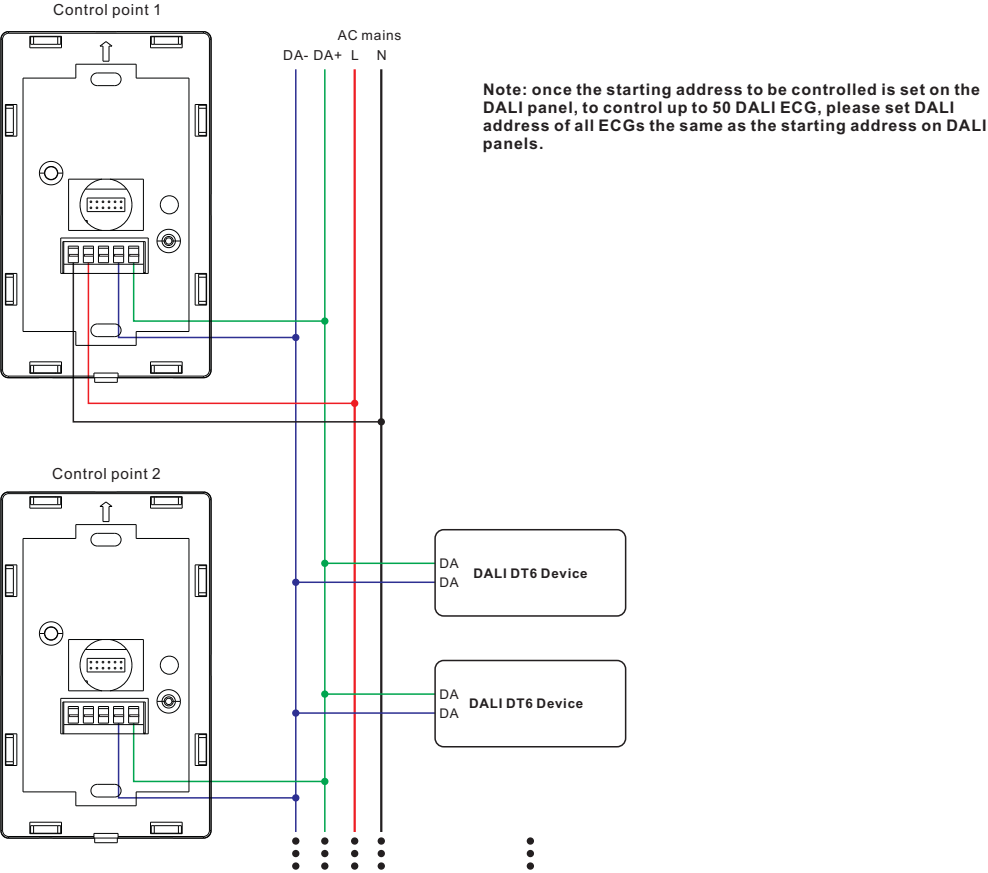 Control point 1
AC mains
DA- DA+ L N
Note: once the starting address to be controlled is set on the
DALI panel, to control up to 50 DALI ECG, please set DALI
address of all ECGs the same as the starting address on DALI
panels.
Control point 2
DA
DALI DT6 Device
DA
DA
DALI DT6 Device
DA